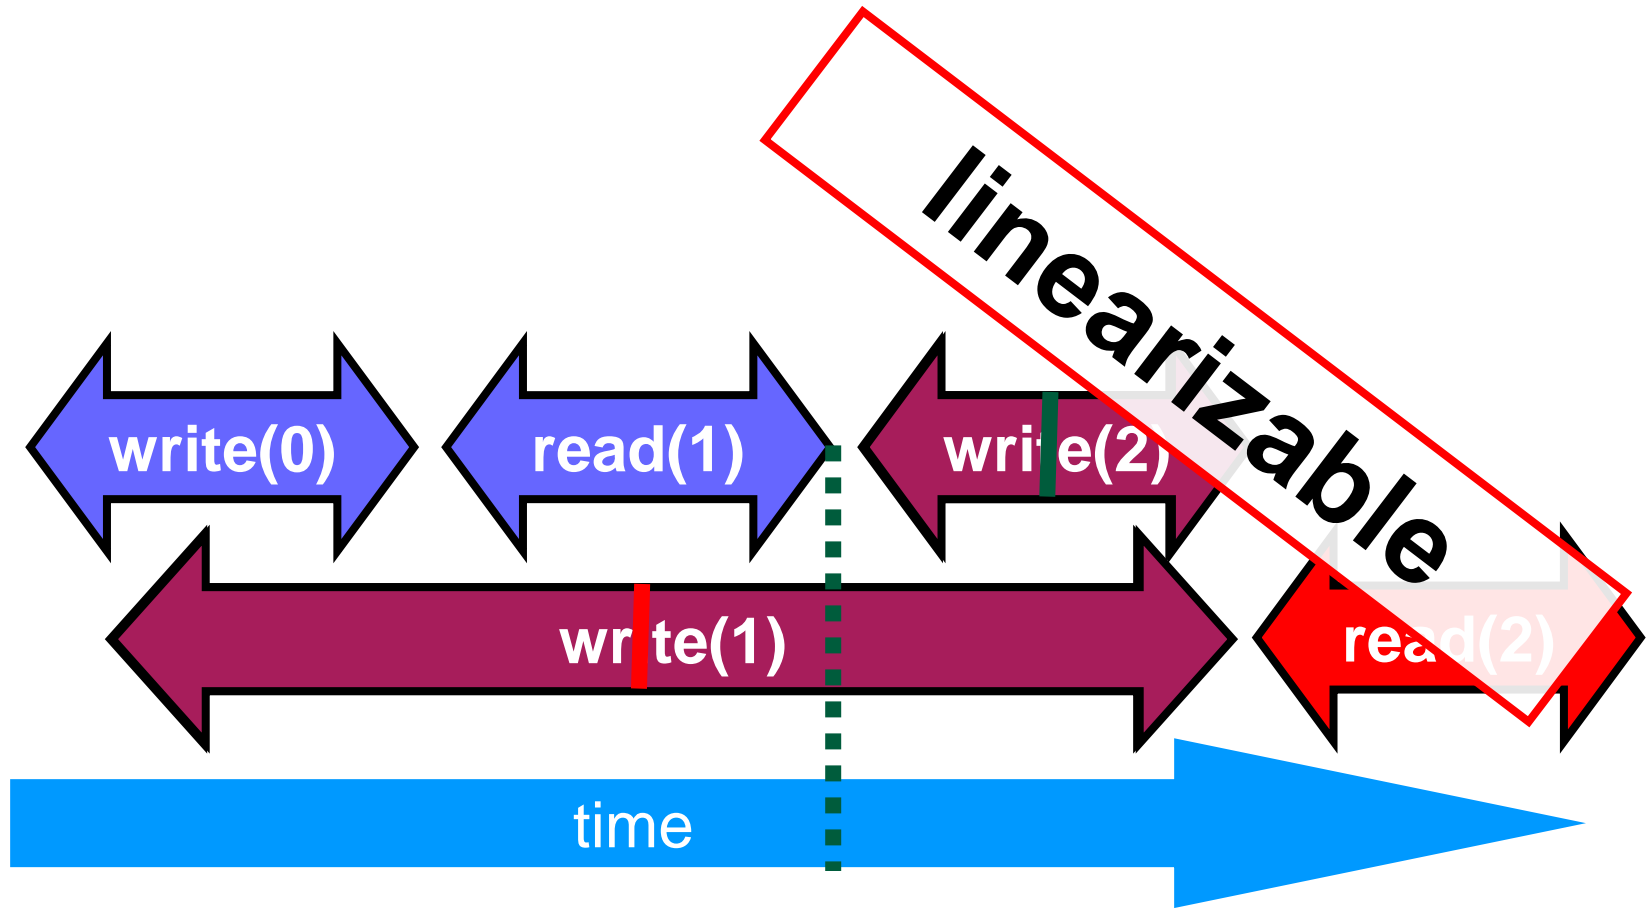 linearizable
write(0)
read(1)
write(2)
write(1)
read(2)
time